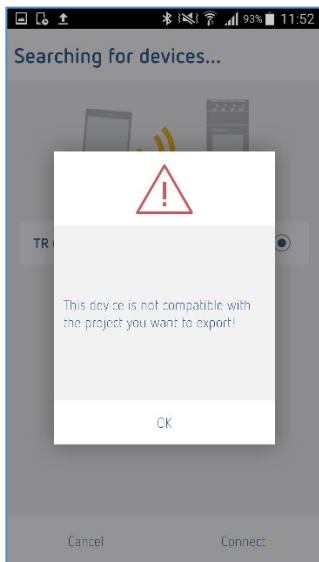 93% 11:52
Searching for devices...
TR
This device is not compatible with
the project you want to export!
OK
Cancel
Connect